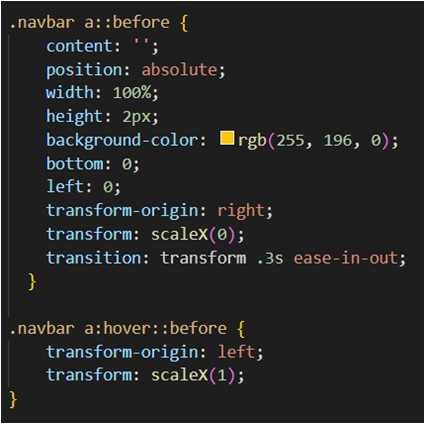 .navbar a::before {
    content: '';
    position: absolute;
    width: 100%;
    height: 2px;
    background-color: rgb(255, 196, 0);
    bottom: 0;
    left: 0;
    transform-origin: right;
    transform: scaleX(0);
    transition: transform .3s ease-in-out;
  }

.navbar a:hover::before {
    transform-origin: left;
    transform: scaleX(1);
}